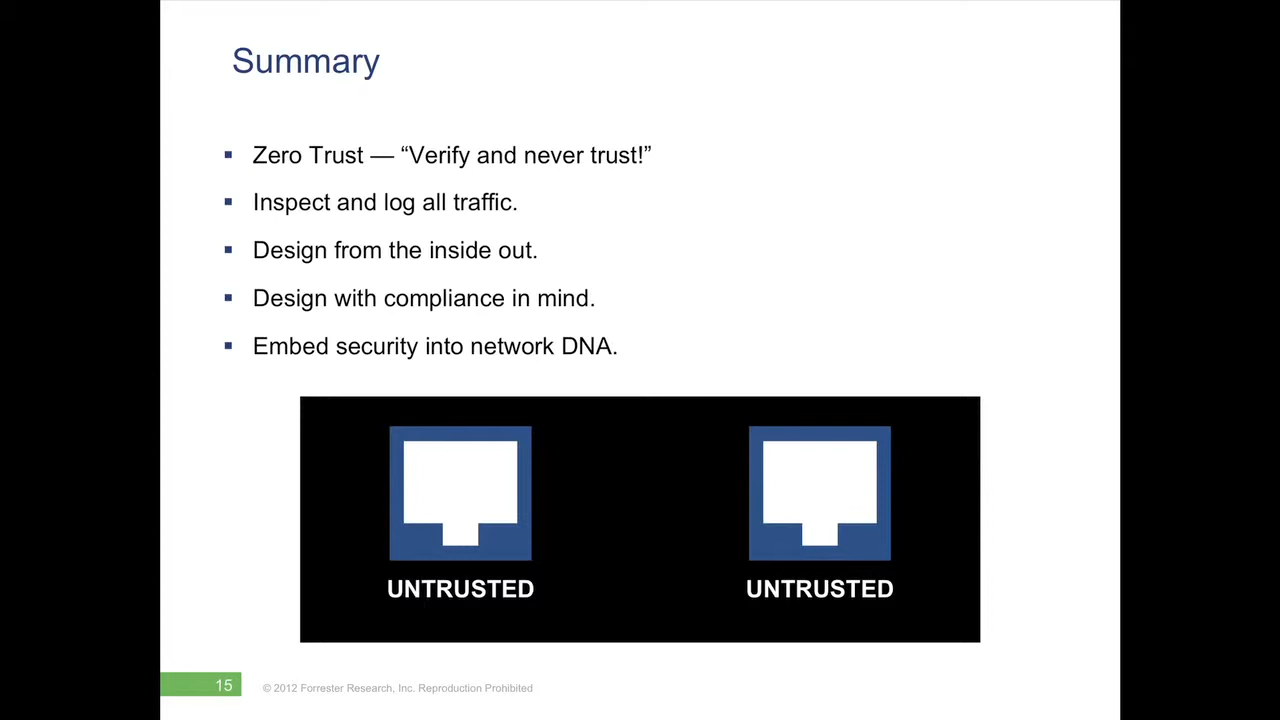 Summary
▪ Zero Trust — “Verify and never trust!”
▪ Inspect and log all traffic.
▪ Design from the inside out.
▪ Design with compliance in mind.
▪ Embed security into network DNA.
UNTRUSTED UNTRUSTED
15 © 2012 Forrester Research, Inc. Reproduction Prohibited